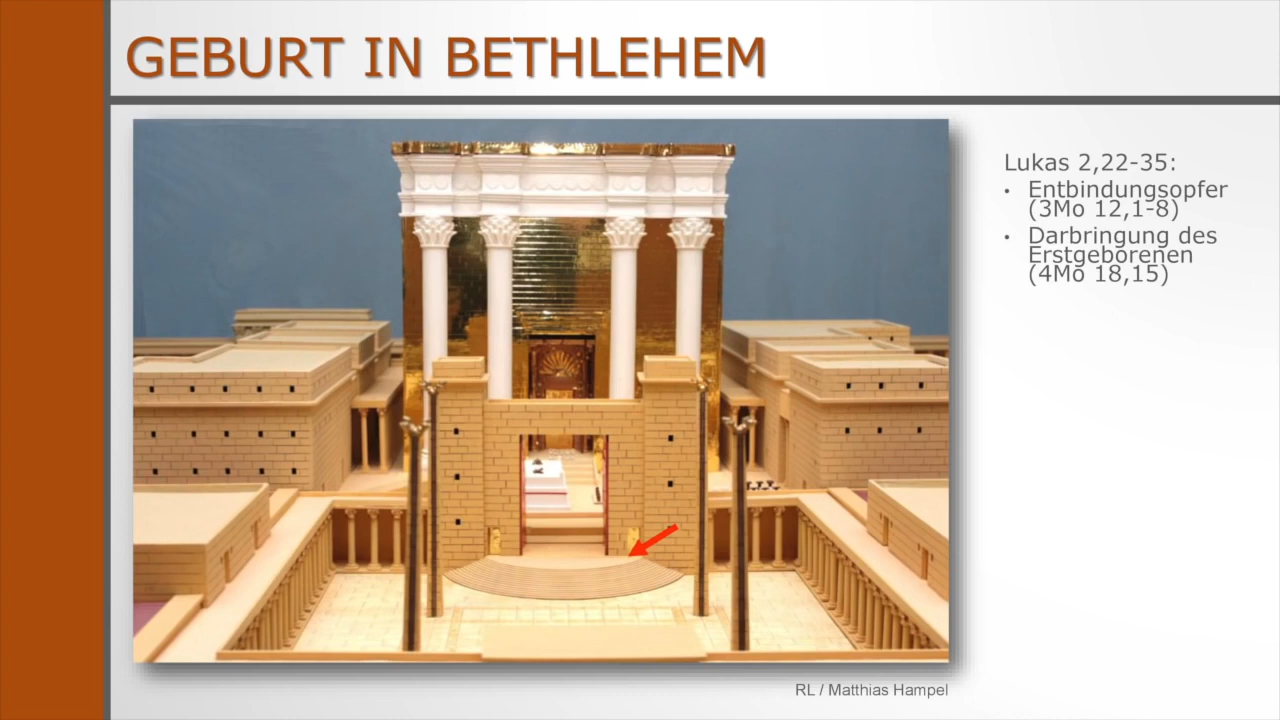 GEBURT IN BETHLEHEM
Lukas 2,22-35:
• Entbindungsopfer
(3Mo 12,1-8)
• Darbringung des
Erstgeborenen
(4Mo 18,15)
RL / Matthias Hampel